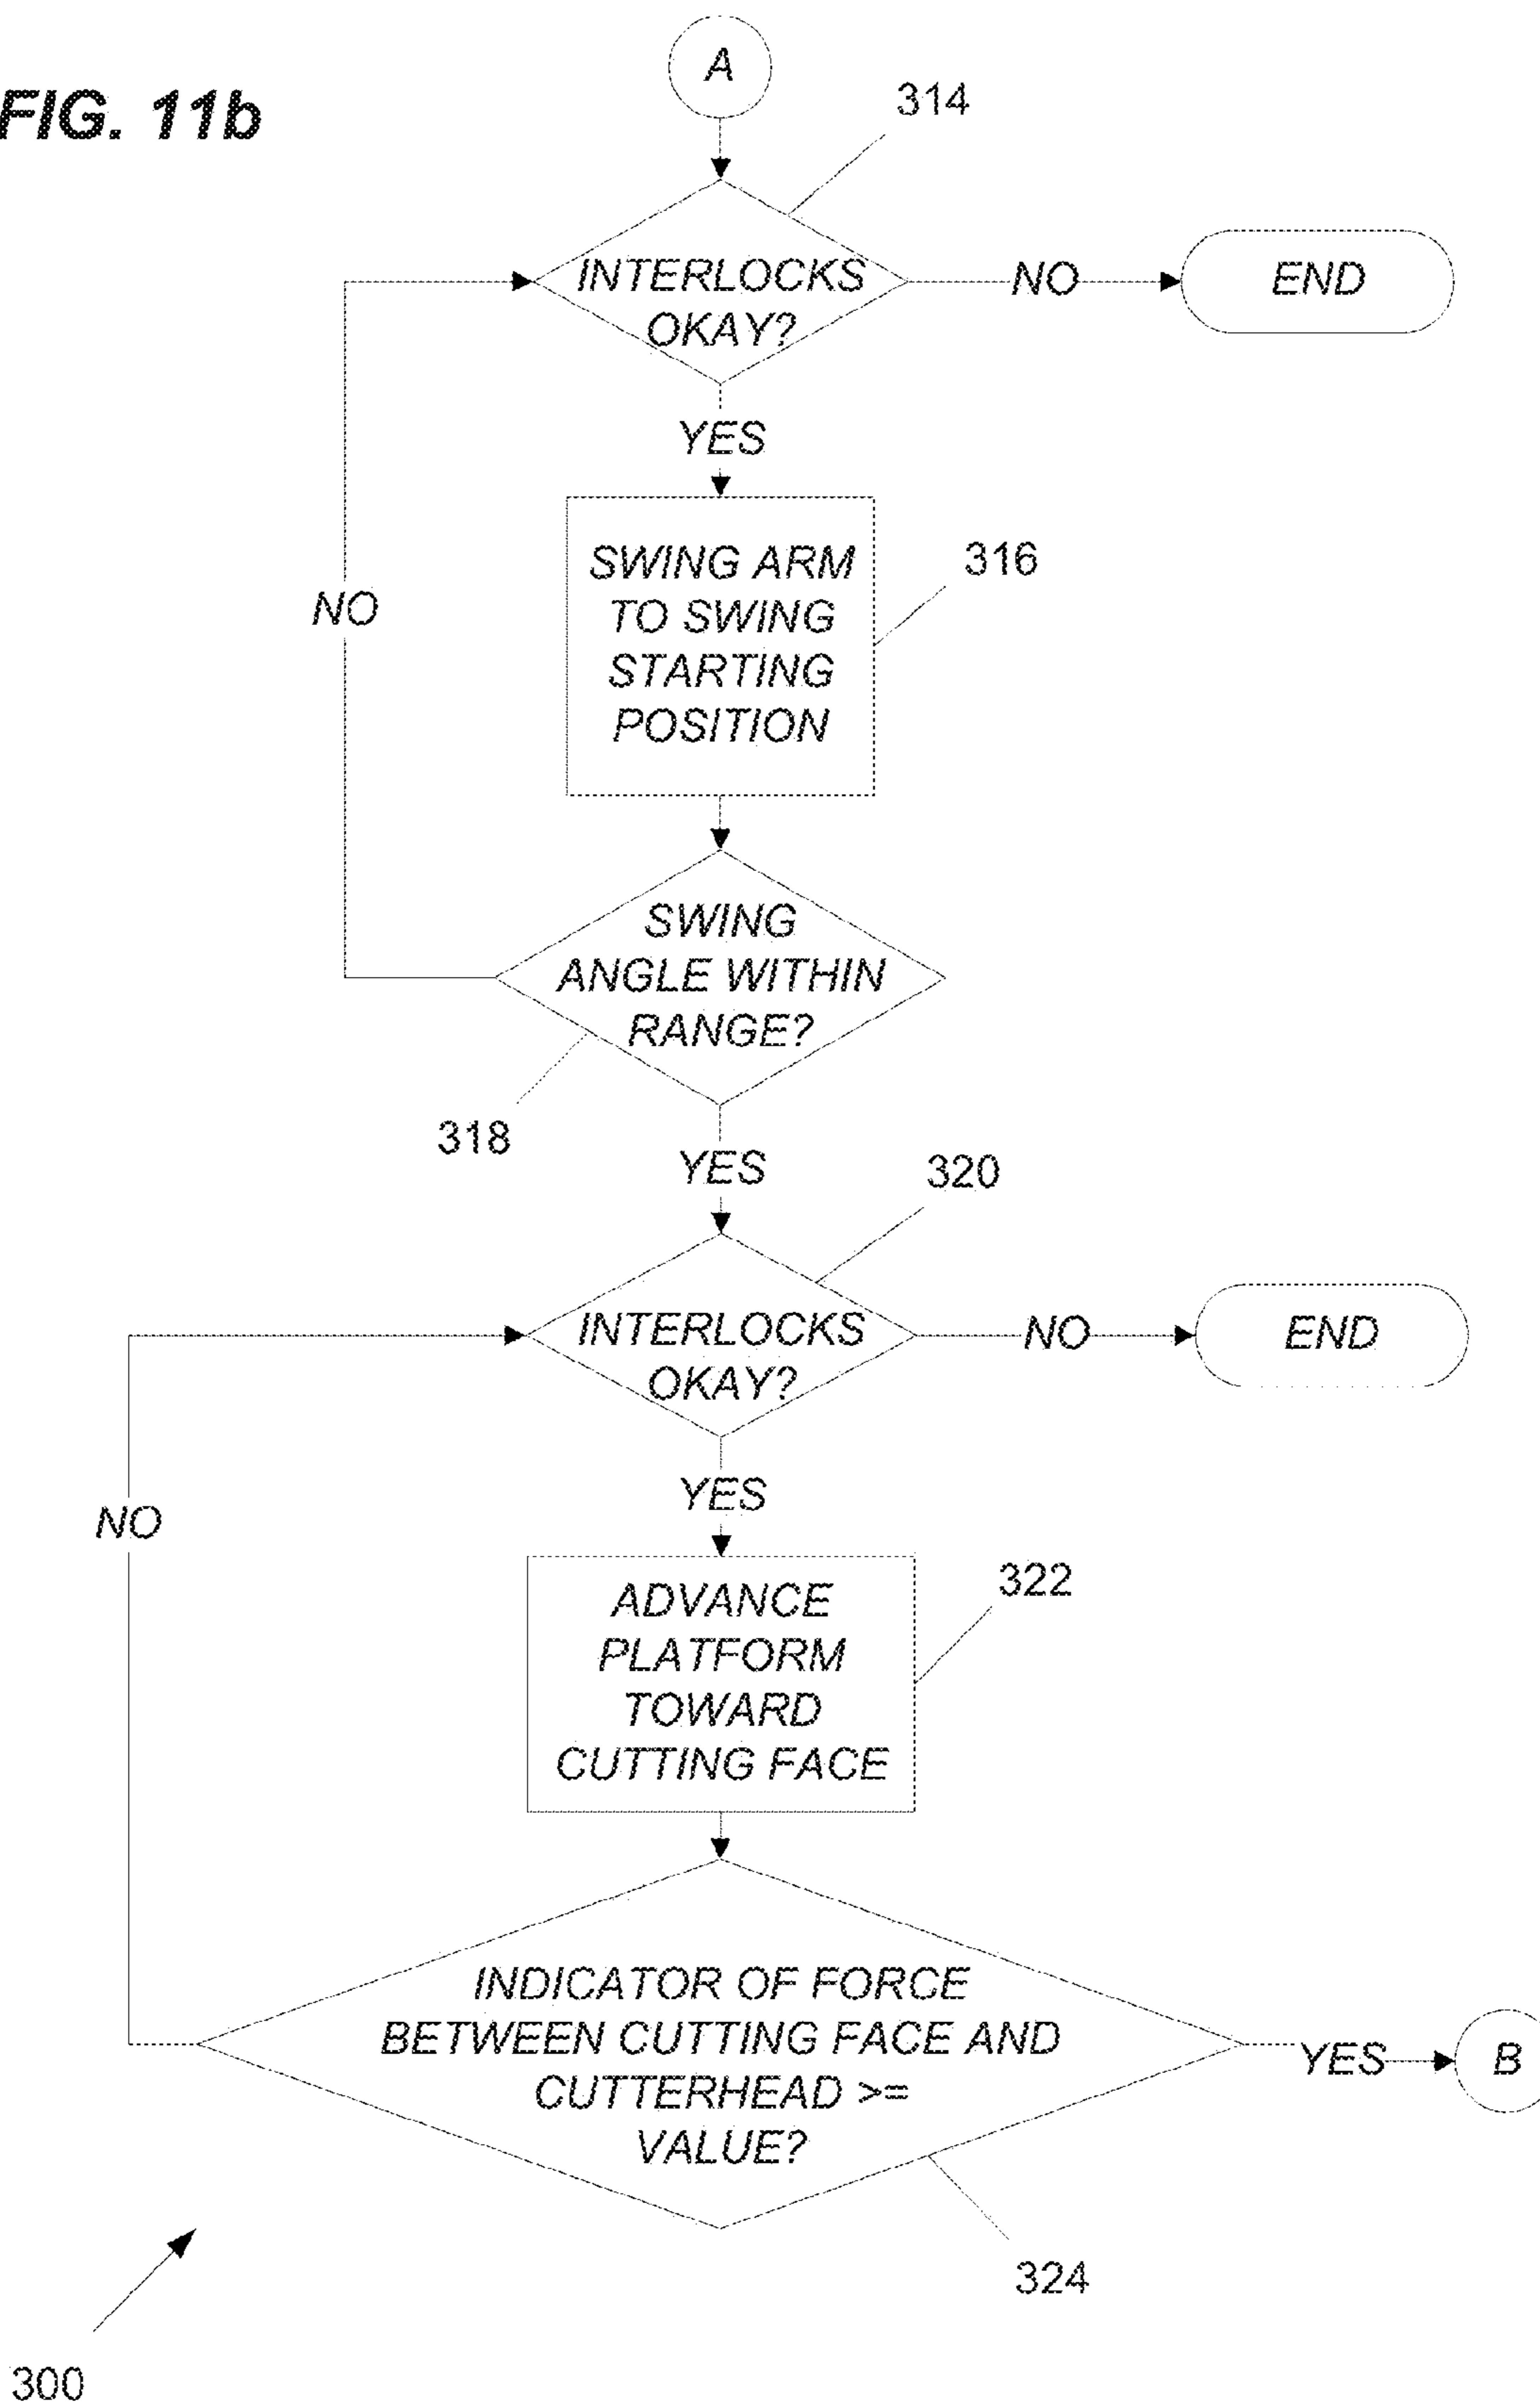 FIG. 11b
A
314
INTERLOCKS
OKAY?
NO
END
YES
SWING ARM
TO SWING
STARTING
POSITION
316
NO
SWING
ANGLE WITHIN
RANGE?
318
YES
320
INTERLOCKS
OKAY?
NO
END
YES
NO
ADVANCE
PLATFORM
TOWARD
CUTTING FACE
322
INDICATOR OF FORCE
BETWEEN CUTTING FACE AND
CUTTERHEAD >=
VALUE?
YES
B
324
300